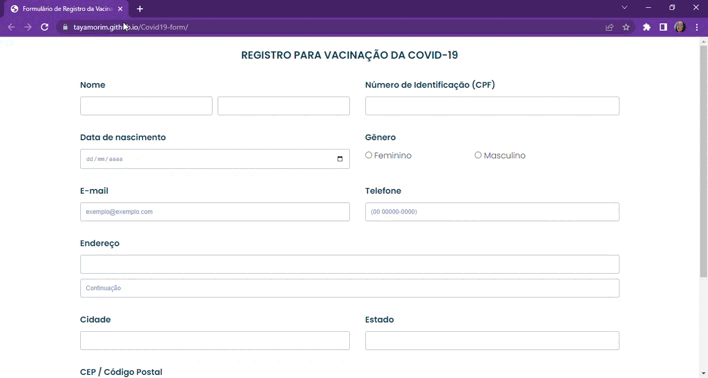 Formulário de Registro da Vacina
tayamorim.github.io/Covid19-form/
REGISTRO PARA VACINAÇÃO DA COVID-19
Nome
Número de Identificação (CPF)
Data de nascimento
Gênero
dd/mm/aaaa
Feminino
Masculino
E-mail
Telefone
exemplo@exemplo.com
(00 00000-0000)
Endereço
Continuação
Cidade
Estado
CEP / Código Postal